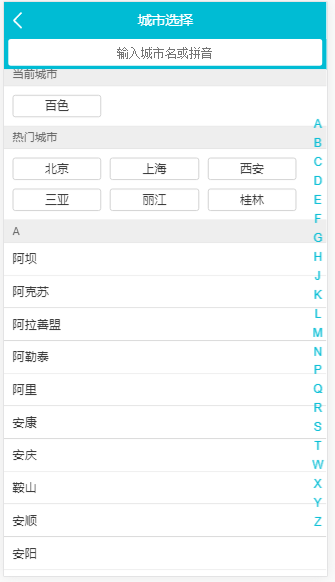 城市选择
输入城市名或拼音
当前城市
百色
热门城市
北京 上海 西安
三亚 丽江 桂林
A
阿坝
阿克苏
阿拉善盟
阿勒泰
阿里
安康
安庆
鞍山
安顺
安阳
A
B
C
D
E
F
G
H
J
K
L
M
N
P
Q
R
S
T
W
X
Y
Z